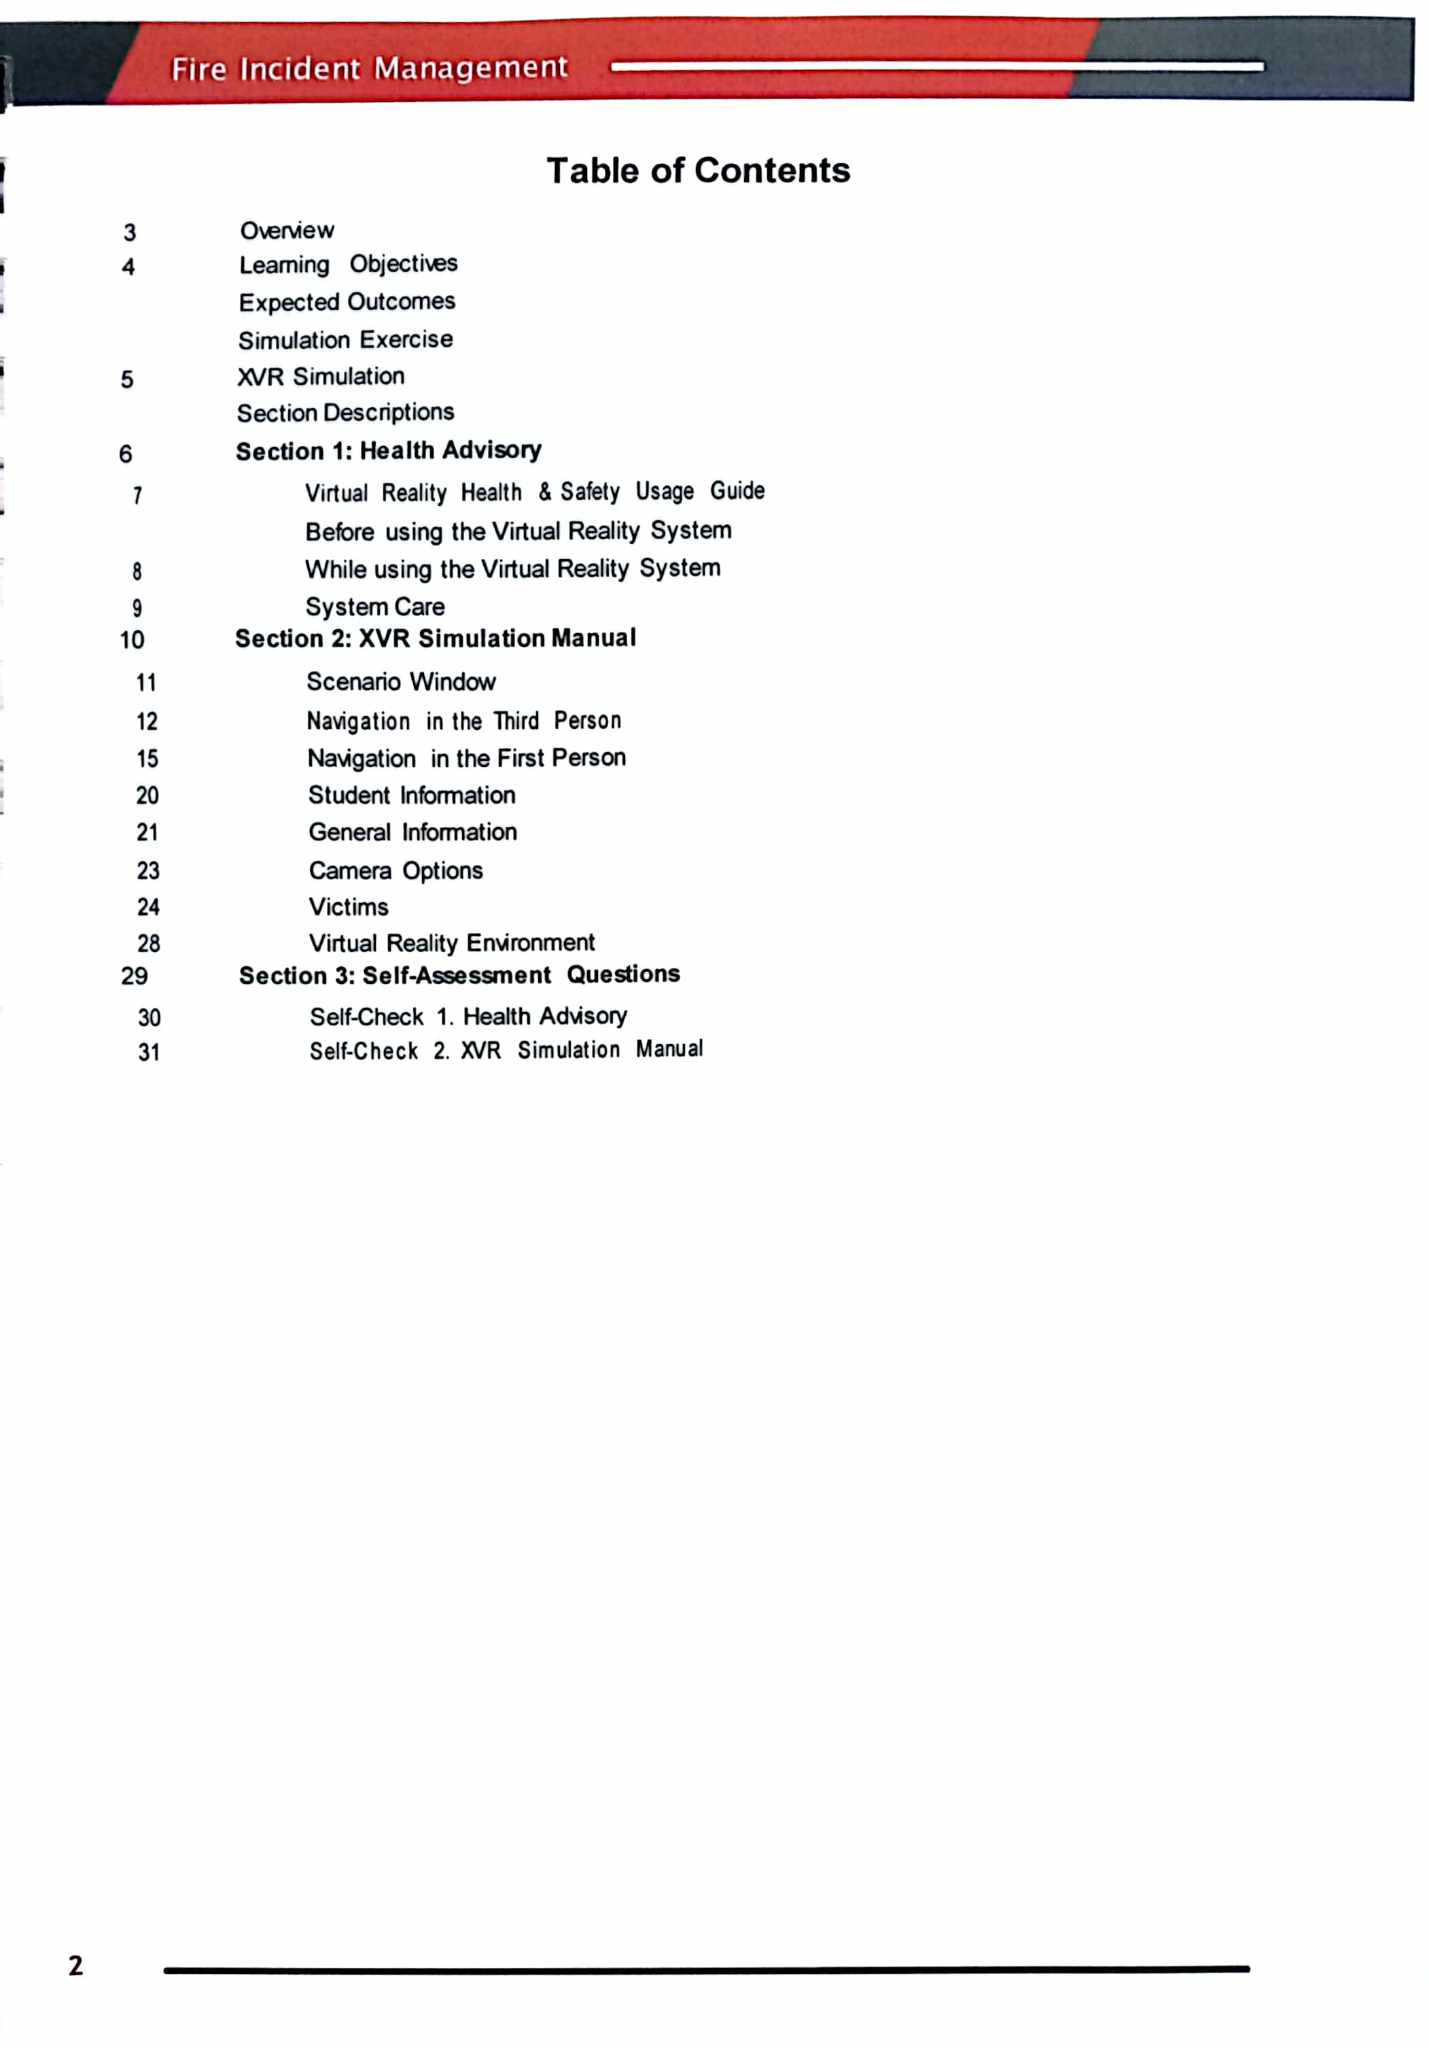 Fire Incident Management
Table of Contents
3 Overview
4 Learning Objectives
Expected Outcomes
Simulation Exercise
5 XVR Simulation
Section Descriptions
6 Section 1: Health Advisory
7 Virtual Reality Health & Safety Usage Guide
Before using the Virtual Reality System
8 While using the Virtual Reality System
9 System Care
10 Section 2: XVR Simulation Manual
11 Scenario Window
12 Navigation in the Third Person
15 Navigation in the First Person
20 Student Information
21 General Information
23 Camera Options
24 Victims
28 Virtual Reality Environment
29 Section 3: Self-Assessment Questions
30 Self-Check 1. Health Advisory
31 Self-Check 2. XVR Simulation Manual
2